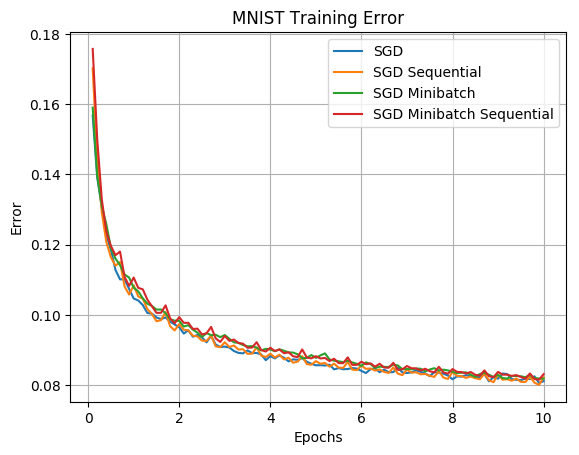 MNIST Training Error
0.18
0.16
0.14
0.12
0.10
0.08
Error
SGD
SGD Sequential
SGD Minibatch
SGD Minibatch Sequential
0
2
4
6
8
10
Epochs